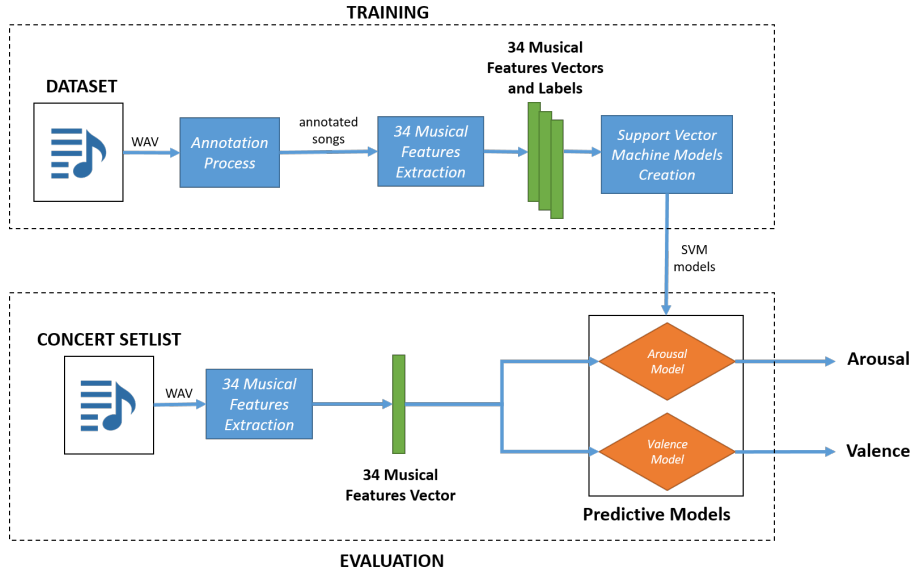 TRAINING
DATASET
WAV
Annotation
Process
annotated
songs
34 Musical
Features
Extraction
34 Musical
Features Vectors
and Labels
Support Vector
Machine Models
Creation
SVM
models
CONCERT SETLIST
WAV
34 Musical
Features
Extraction
34 Musical
Features Vector
Arousal
Model
Valence
Model
Predictive Models
Arousal
Valence
EVALUATION